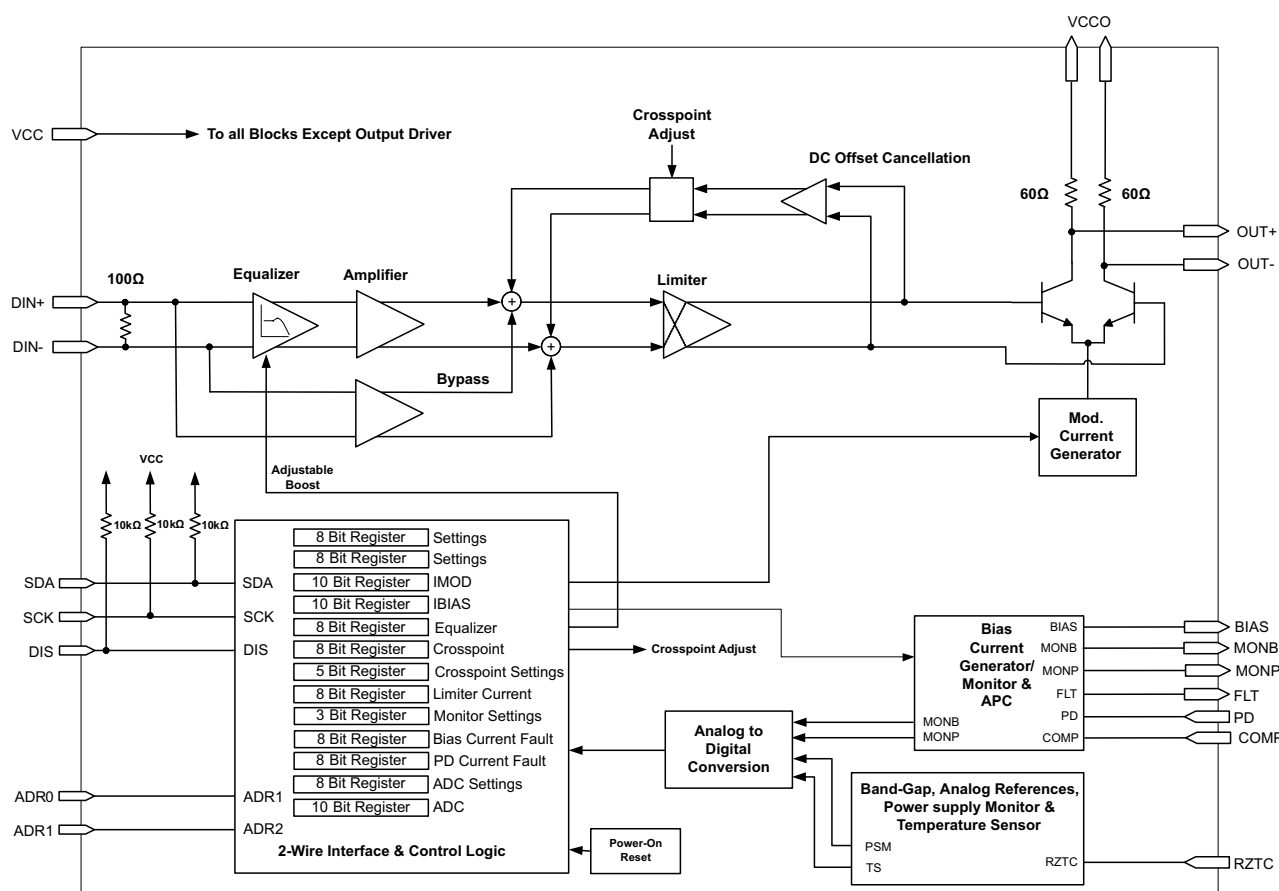 VCCO
VCC
To all Blocks Except Output Driver
Crosspoint
Adjust
DC Offset Cancellation
60Ω
60Ω
OUT+
OUT-
100Ω
Equalizer
Amplifier
Limiter
DIN+
DIN-
+
+
Bypass
Mod.
Current
Generator
Adjustable
Boost
VCC
10kΩ
10kΩ
10kΩ
SDA
SCK
DIS
ADR0
ADR1
SDA
SCK
DIS
ADR1
ADR2
8 Bit Register Settings
8 Bit Register Settings
10 Bit Register IMOD
10 Bit Register IBIAS
8 Bit Register Equalizer
8 Bit Register Crosspoint
5 Bit Register Crosspoint Settings
8 Bit Register Limiter Current
3 Bit Register Monitor Settings
8 Bit Register Bias Current Fault
8 Bit Register PD Current Fault
8 Bit Register ADC Settings
10 Bit Register ADC
2-Wire Interface & Control Logic
Crosspoint Adjust
Power-On
Reset
Analog to
Digital
Conversion
Bias
Current
Generator/
Monitor &
APC
BIAS
MONB
MONP
FLT
PD
COMP
MONB
MONP
BIAS
MONB
MONP
FLT
PD
COMP
Band-Gap, Analog References,
Power supply Monitor &
Temperature Sensor
PSM
TS
RZTC
RZTC